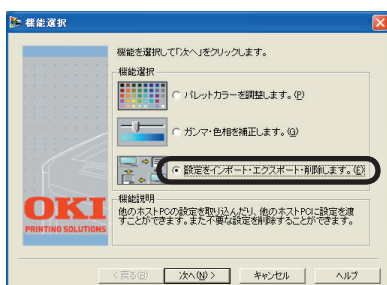 機能選択
機能を選択して「次へ」をクリックします。
機能選択
パレットカラーを調整します。(P)
ガンマ・色相を補正します。(G)
設定をインポート・エクスポート・削除します。(E)
機能説明
他のホストPCの設定を取り込んだり、他のホストPCに設定を渡
すことができます。また不要な設定を削除することができます。
OKI
PRINTING SOLUTIONS
< 戻る(B)
次へ(N) >
キャンセル
ヘルプ